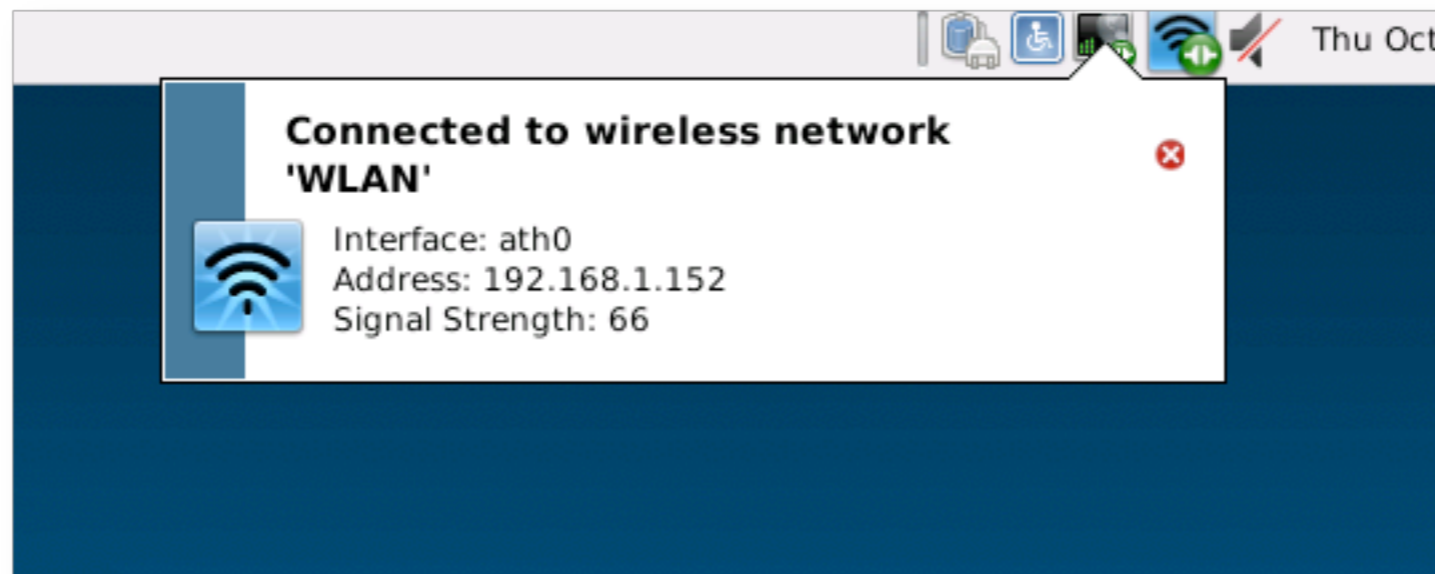 Thu Oct
Connected to wireless network
'WLAN'
Interface: ath0
Address: 192.168.1.152
Signal Strength: 66